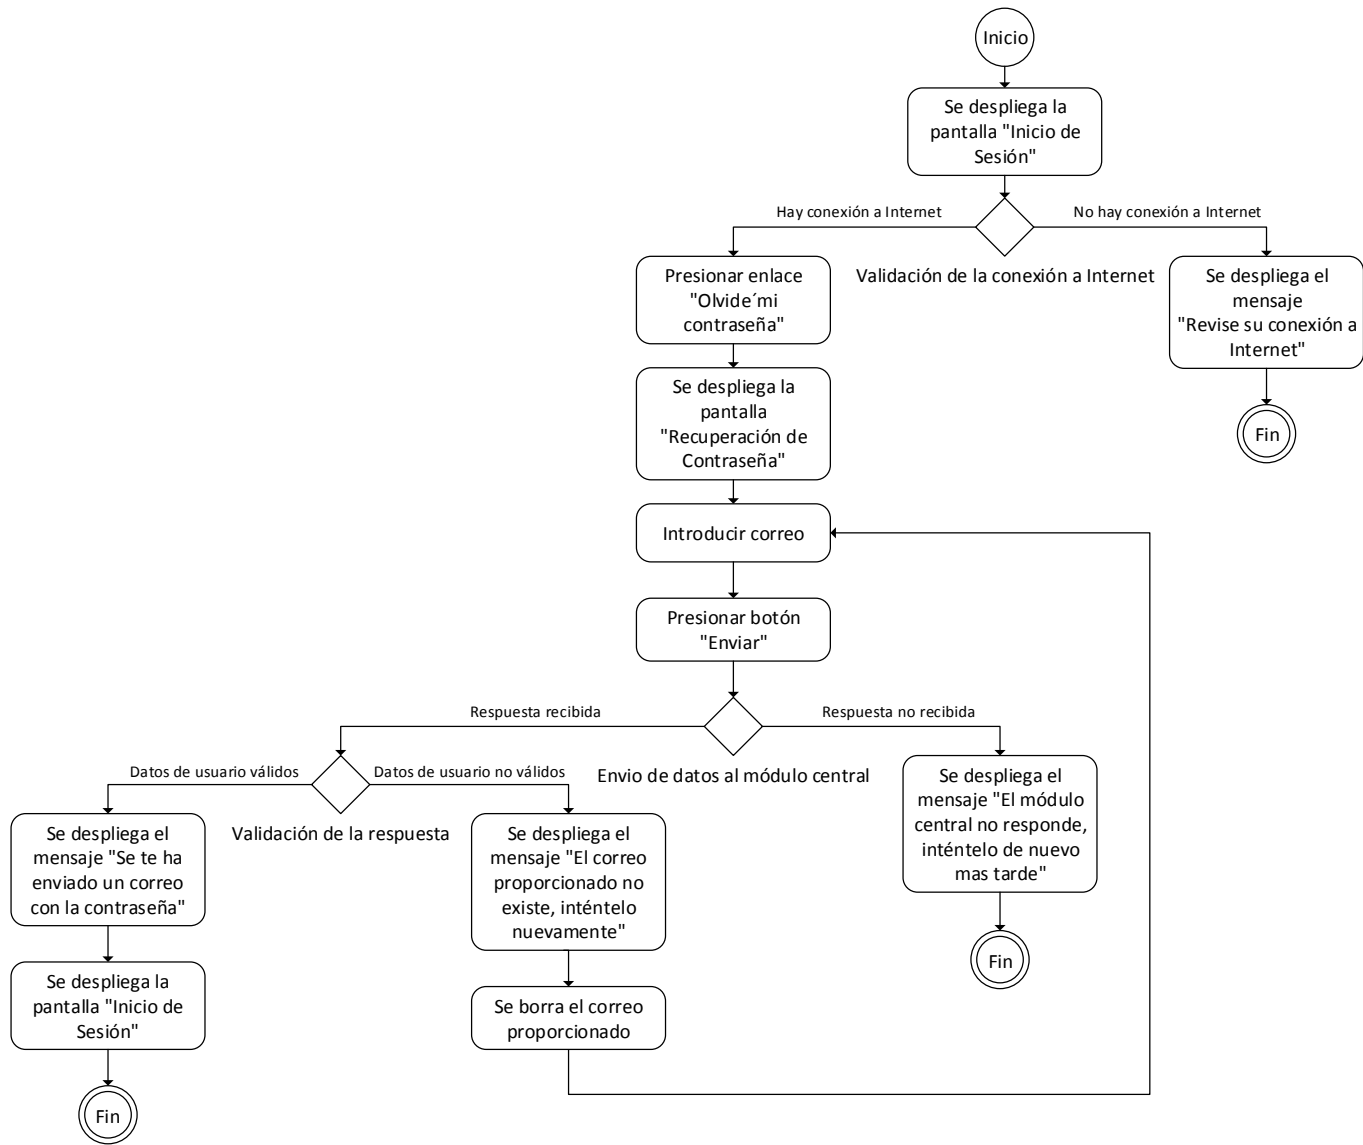 Inicio
Se despliega la
pantalla "Inicio de
Sesión"
Hay conexión a Internet
No hay conexión a Internet
Validación de la conexión a Internet
Presionar enlace
"Olvide´mi
contraseña"
Se despliega el
mensaje
"Revise su conexión a
Internet"
Fin
Se despliega la
pantalla
"Recuperación de
Contraseña"
Introducir correo
Presionar botón
"Enviar"
Respuesta recibida
Respuesta no recibida
Envio de datos al módulo central
Datos de usuario válidos
Datos de usuario no válidos
Validación de la respuesta
Se despliega el
mensaje "El módulo
central no responde,
inténtelo de nuevo
mas tarde"
Fin
Se despliega el
mensaje "Se te ha
enviado un correo
con la contraseña"
Se despliega el
mensaje "El correo
proporcionado no
existe, inténtelo
nuevamente"
Se despliega la
pantalla "Inicio de
Sesión"
Se borra el correo
proporcionado
Fin